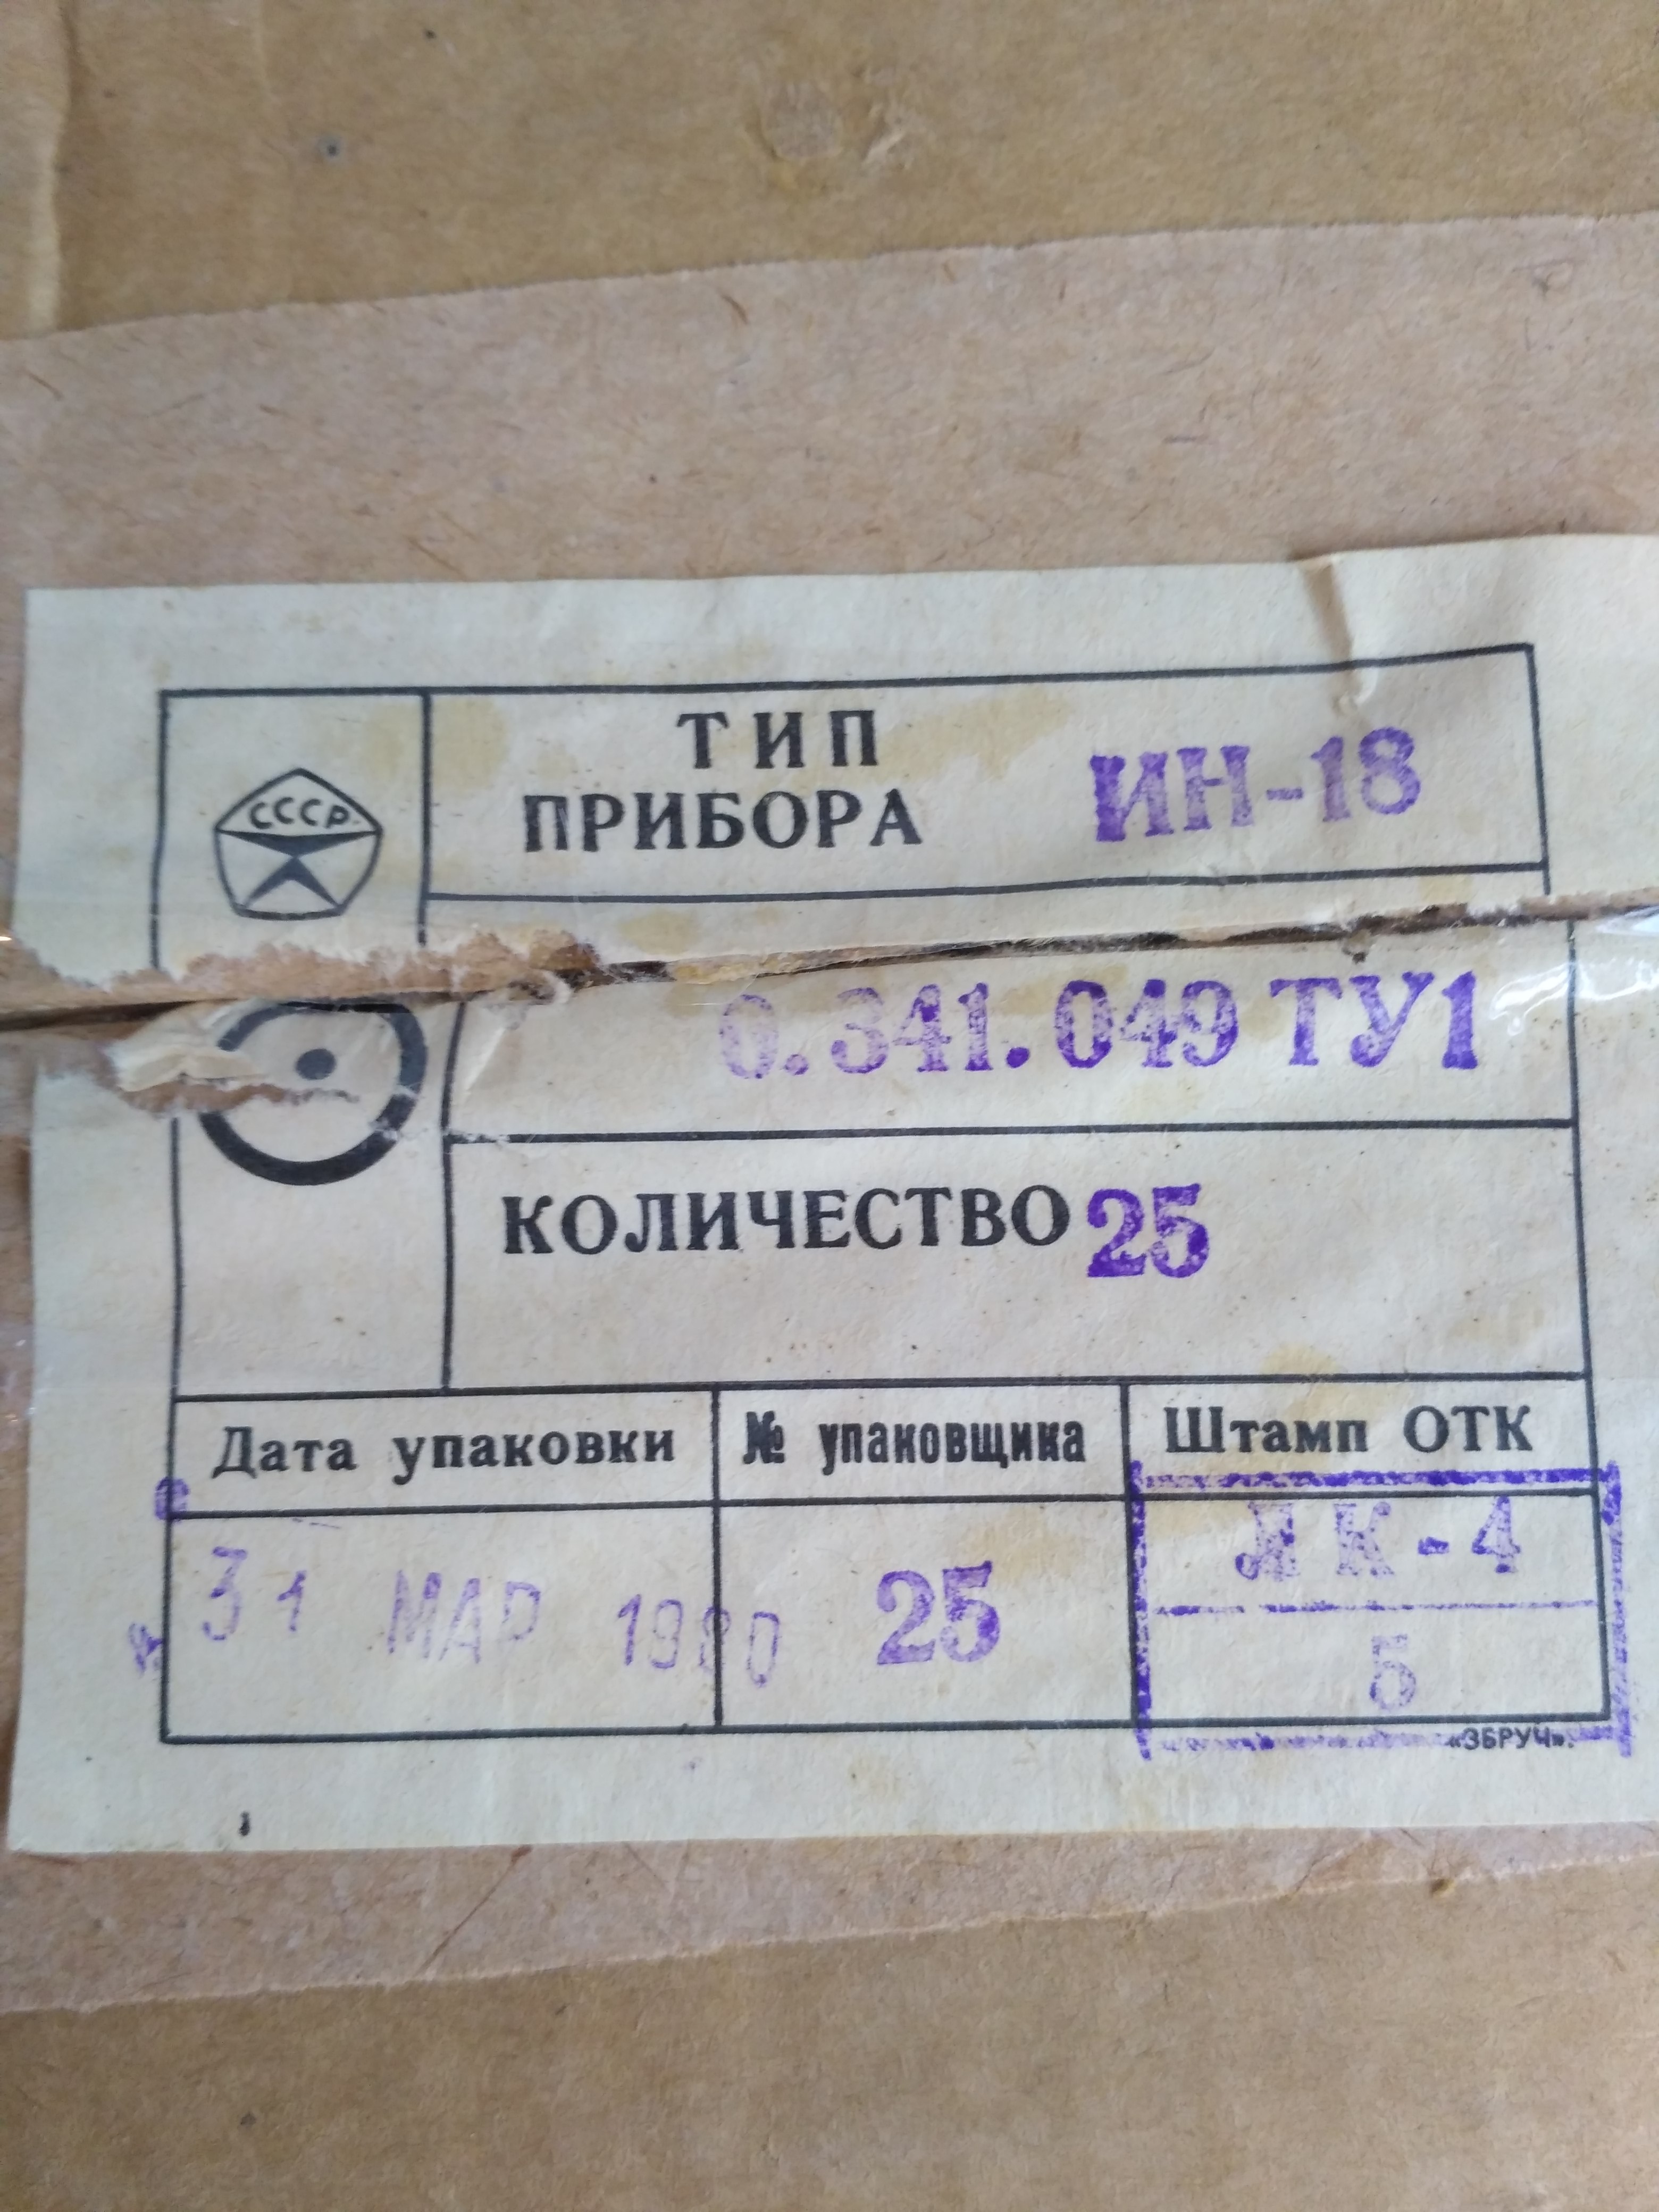 СССР
ТИП
ПРИБОРА ИН-18
0.341.049 ТУ1
КОЛИЧЕСТВО 25
Дата упаковки № упаковщика Штамп ОТК
31 МАР 1980 25 К-4
5
«ЗБРУЧ».